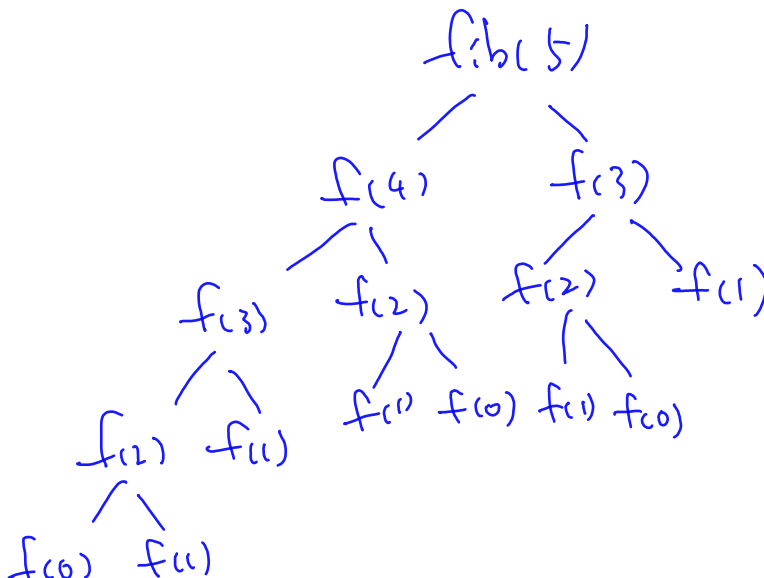 fib(5)
f(4) f(3)
f(3) f(2) f(2) f(1)
f(1) f(0) f(1) f(0)
f(2) f(1)
f(0) f(1)